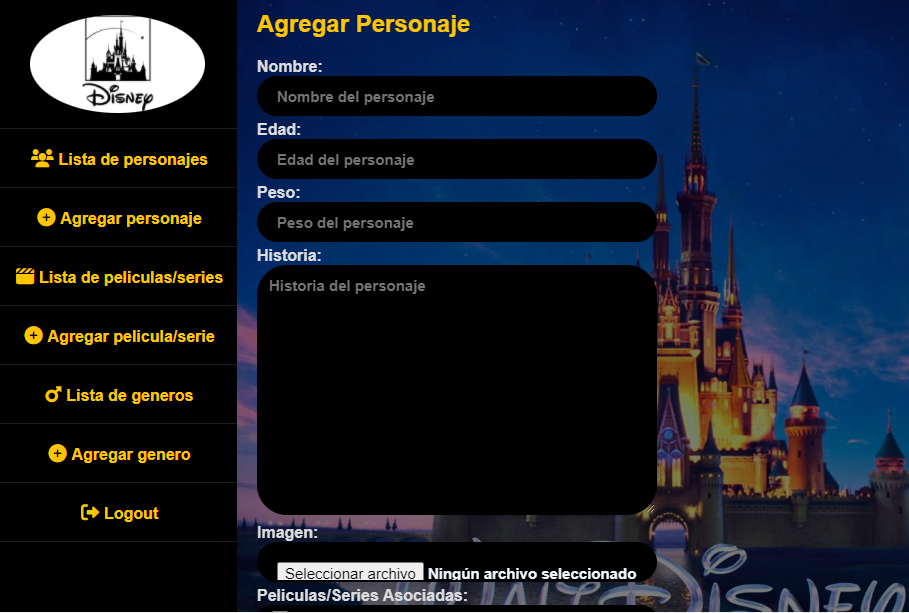 DISNEY
Lista de personajes
Agregar personaje
Lista de peliculas/series
Agregar pelicula/serie
Lista de generos
Agregar genero
Logout
Agregar Personaje
Nombre:
Nombre del personaje
Edad:
Edad del personaje
Peso:
Peso del personaje
Historia:
Historia del personaje
Imagen:
Seleccionar archivo Ningún archivo seleccionado
Peliculas/Series Asociadas:
DISNEY